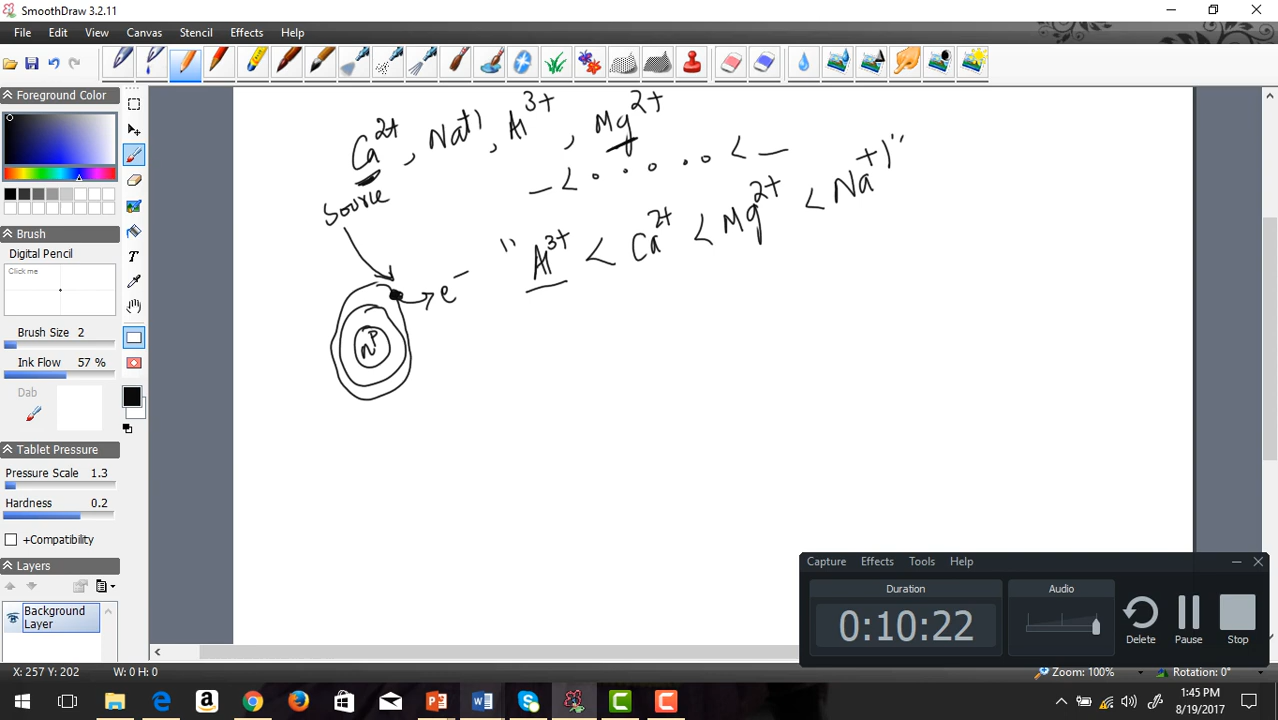 SmoothDraw 3.2.11
File Edit View Canvas Stencil Effects Help
Foreground Color
Brush
Digital Pencil
Click me
Brush Size 2
Ink Flow 57 %
Dab
Tablet Pressure
Pressure Scale 1.3
Hardness 0.2
+Compatibility
Layers
Background Layer
Ca2+, Na+1, Al3+, Mg2+
_ < . . . . . < _
Source
" Al3+ < Ca2+ < Mg2+ < Na+1 "
e-
n p
Capture Effects Tools Help
Duration
Audio
0:10:22
Delete Pause Stop
X: 257 Y: 202 W: 0 H: 0 Zoom: 100% Rotation: 0°
1:45 PM
8/19/2017